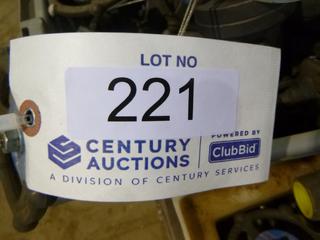 LOT NO
221
CENTURY
AUCTIONS
POWERED BY
ClubBid
A DIVISION OF CENTURY SERVICES